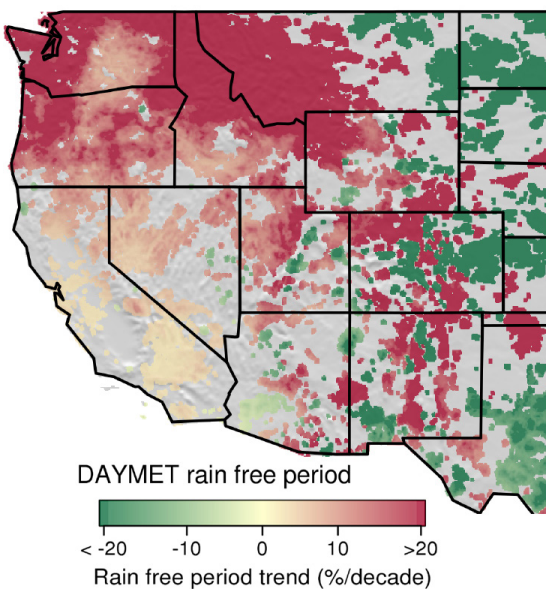 DAYMET rain free period
< -20 -10 0 10 >20
Rain free period trend (%/decade)